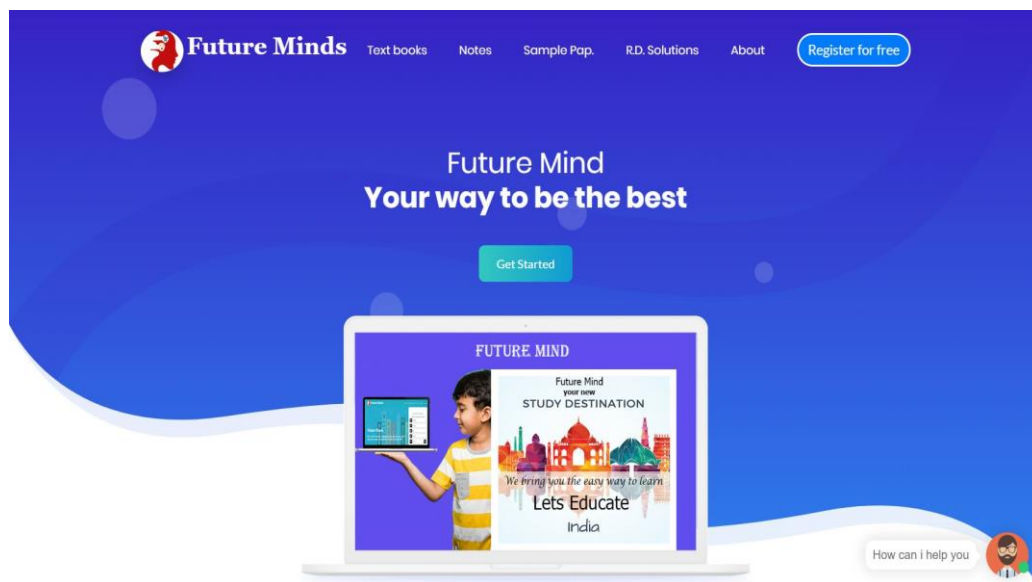 Future Minds
Text books
Notes
Sample Pap.
R.D. Solutions
About
Register for free
Future Mind
Your way to be the best
Get Started
FUTURE MIND
Future Mind
your new
STUDY DESTINATION
We bring you the easy way to learn
Lets Educate
India
How can i help you